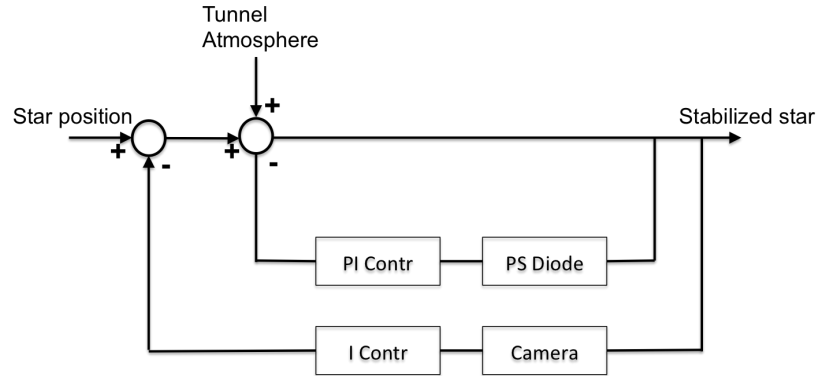 Tunnel
Atmosphere
+
Star position
Stabilized star
+
-
+
-
PI Contr
PS Diode
I Contr
Camera